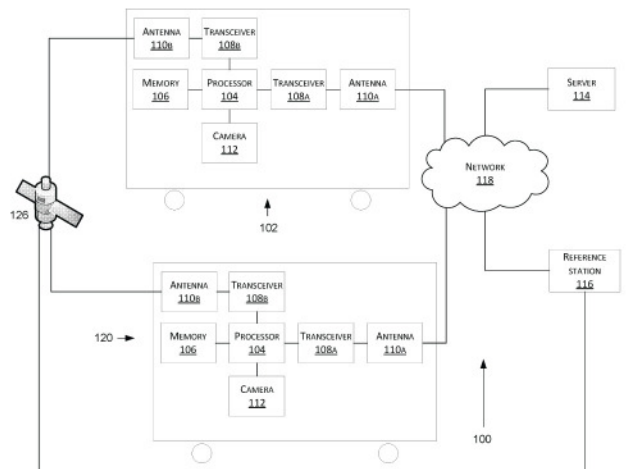 ANTENNA
110B
TRANSCEIVER
108B
MEMORY
106
PROCESSOR
104
TRANSCEIVER
108A
ANTENNA
110A
CAMERA
112
SERVER
114
NETWORK
118
126
102
REFERENCE
STATION
116
ANTENNA
110B
TRANSCEIVER
108B
120
MEMORY
106
PROCESSOR
104
TRANSCEIVER
108A
ANTENNA
110A
CAMERA
112
100